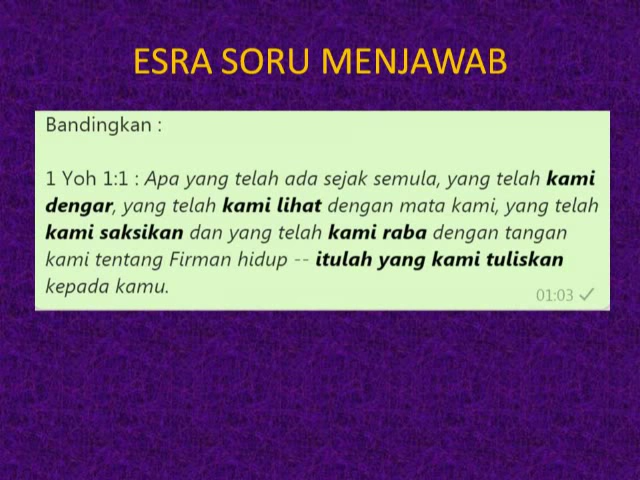 ESRA SORU MENJAWAB
Bandingkan :
1 Yoh 1:1 : Apa yang telah ada sejak semula, yang telah kami
dengar, yang telah kami lihat dengan mata kami, yang telah
kami saksikan dan yang telah kami raba dengan tangan
kami tentang Firman hidup -- itulah yang kami tuliskan
kepada kamu.
01:03 ✓